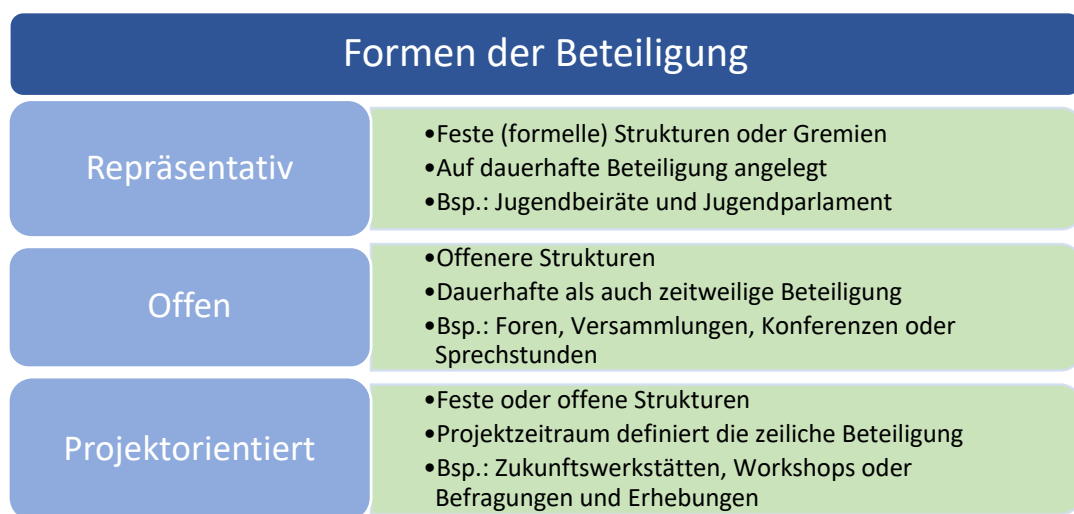 Formen der Beteiligung
Repräsentativ
•Feste (formelle) Strukturen oder Gremien
•Auf dauerhafte Beteiligung angelegt
•Bsp.: Jugendbeiräte und Jugendparlament
Offen
•Offenere Strukturen
•Dauerhafte als auch zeitweilige Beteiligung
•Bsp.: Foren, Versammlungen, Konferenzen oder
Sprechstunden
Projektorientiert
•Feste oder offene Strukturen
•Projektzeitraum definiert die zeiliche Beteiligung
•Bsp.: Zukunftswerkstätten, Workshops oder
Befragungen und Erhebungen